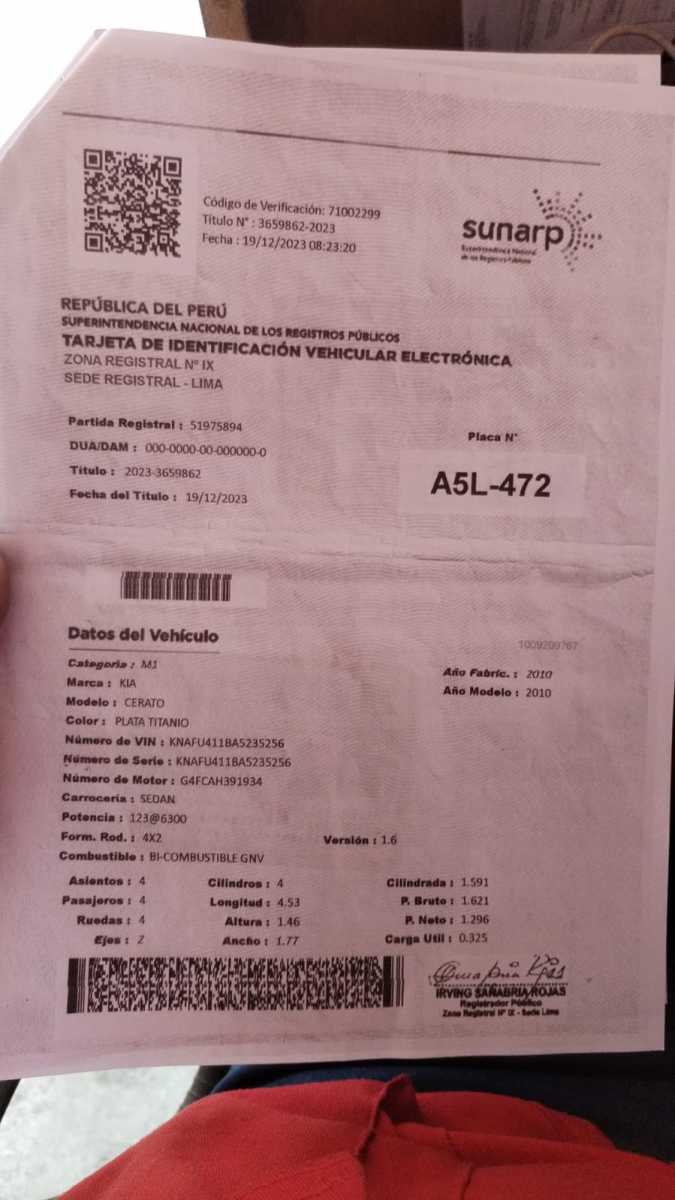 Código de Verificación: 71002299
Título N° : 3659862-2023
Fecha : 19/12/2023 08:23:20
sunarp
Superintendencia Nacional
de los Registros Públicos
REPÚBLICA DEL PERÚ
SUPERINTENDENCIA NACIONAL DE LOS REGISTROS PÚBLICOS
TARJETA DE IDENTIFICACIÓN VEHICULAR ELECTRÓNICA
ZONA REGISTRAL N° IX
SEDE REGISTRAL - LIMA
Partida Registral : 51975894
DUA/DAM : 000-0000-00-000000-0
Título : 2023-3659862
Fecha del Título : 19/12/2023
Placa N°
A5L-472
Datos del Vehículo
1009209767
Categoría : M1
Año Fabric. : 2010
Marca : KIA
Año Modelo : 2010
Modelo : CERATO
Color : PLATA TITANIO
Número de VIN : KNAFU411BA5235256
Número de Serie : KNAFU411BA5235256
Número de Motor : G4FCAH391934
Carrocería : SEDAN
Potencia : 123@6300
Form. Rod. : 4X2
Versión : 1.6
Combustible : BI-COMBUSTIBLE GNV
Asientos : 4 Cilindros : 4 Cilindrada : 1.591
Pasajeros : 4 Longitud : 4.53 P. Bruto : 1.621
Ruedas : 4 Altura : 1.46 P. Neto : 1.296
Ejes : 2 Ancho : 1.77 Carga Util : 0.325
IRVING SANABRIA ROJAS
Registrador Público
Zona Registral N° IX - Sede Lima